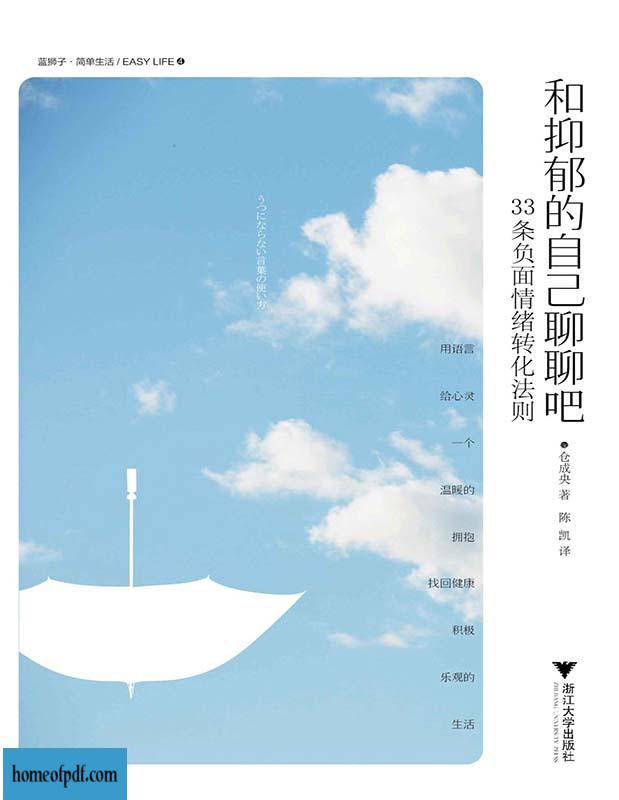 蓝狮子·简单生活 / EASY LIFE ❹
和抑郁的自己聊聊吧
33条负面情绪转化法则
仓成央 著 陈凯 译
うつにならない言葉の使い方
用语言
给心灵
一个
温暖的
拥抱
找回健康
积极
乐观的
生活
浙江大学出版社
ZHEJIANG UNIVERSITY PRESS
homeofpdf.com